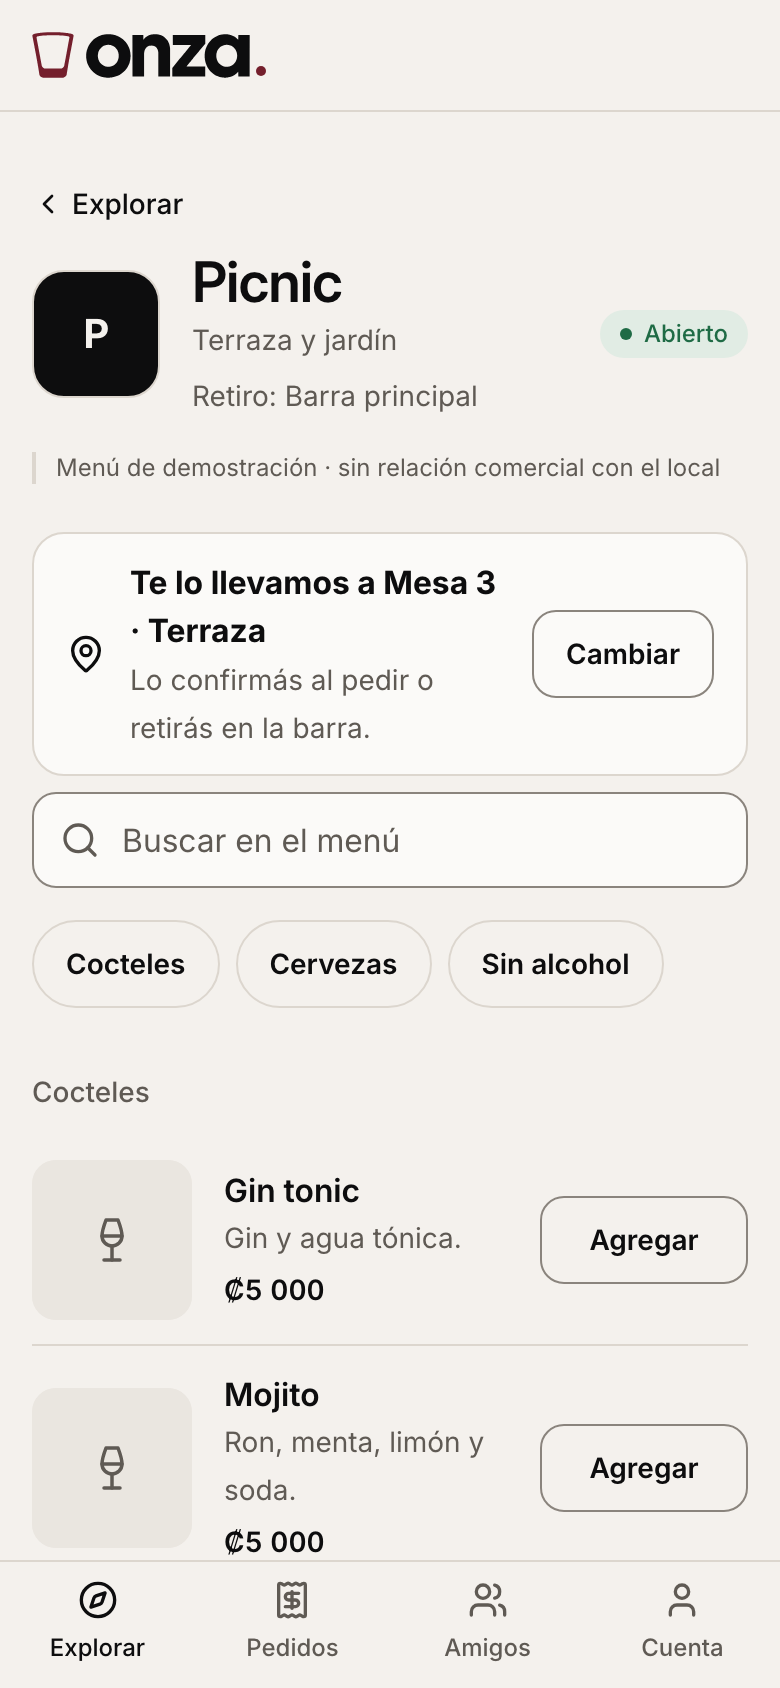 onza.
Explorar
P
Picnic
Terraza y jardín
Abierto
Retiro: Barra principal
Menú de demostración · sin relación comercial con el local
Te lo llevamos a Mesa 3
· Terraza
Lo confirmás al pedir o
retirás en la barra.
Cambiar
Buscar en el menú
Cocteles Cervezas Sin alcohol
Cocteles
Gin tonic
Gin y agua tónica.
₡5 000
Agregar
Mojito
Ron, menta, limón y
soda.
₡5 000
Agregar
Explorar Pedidos Amigos Cuenta